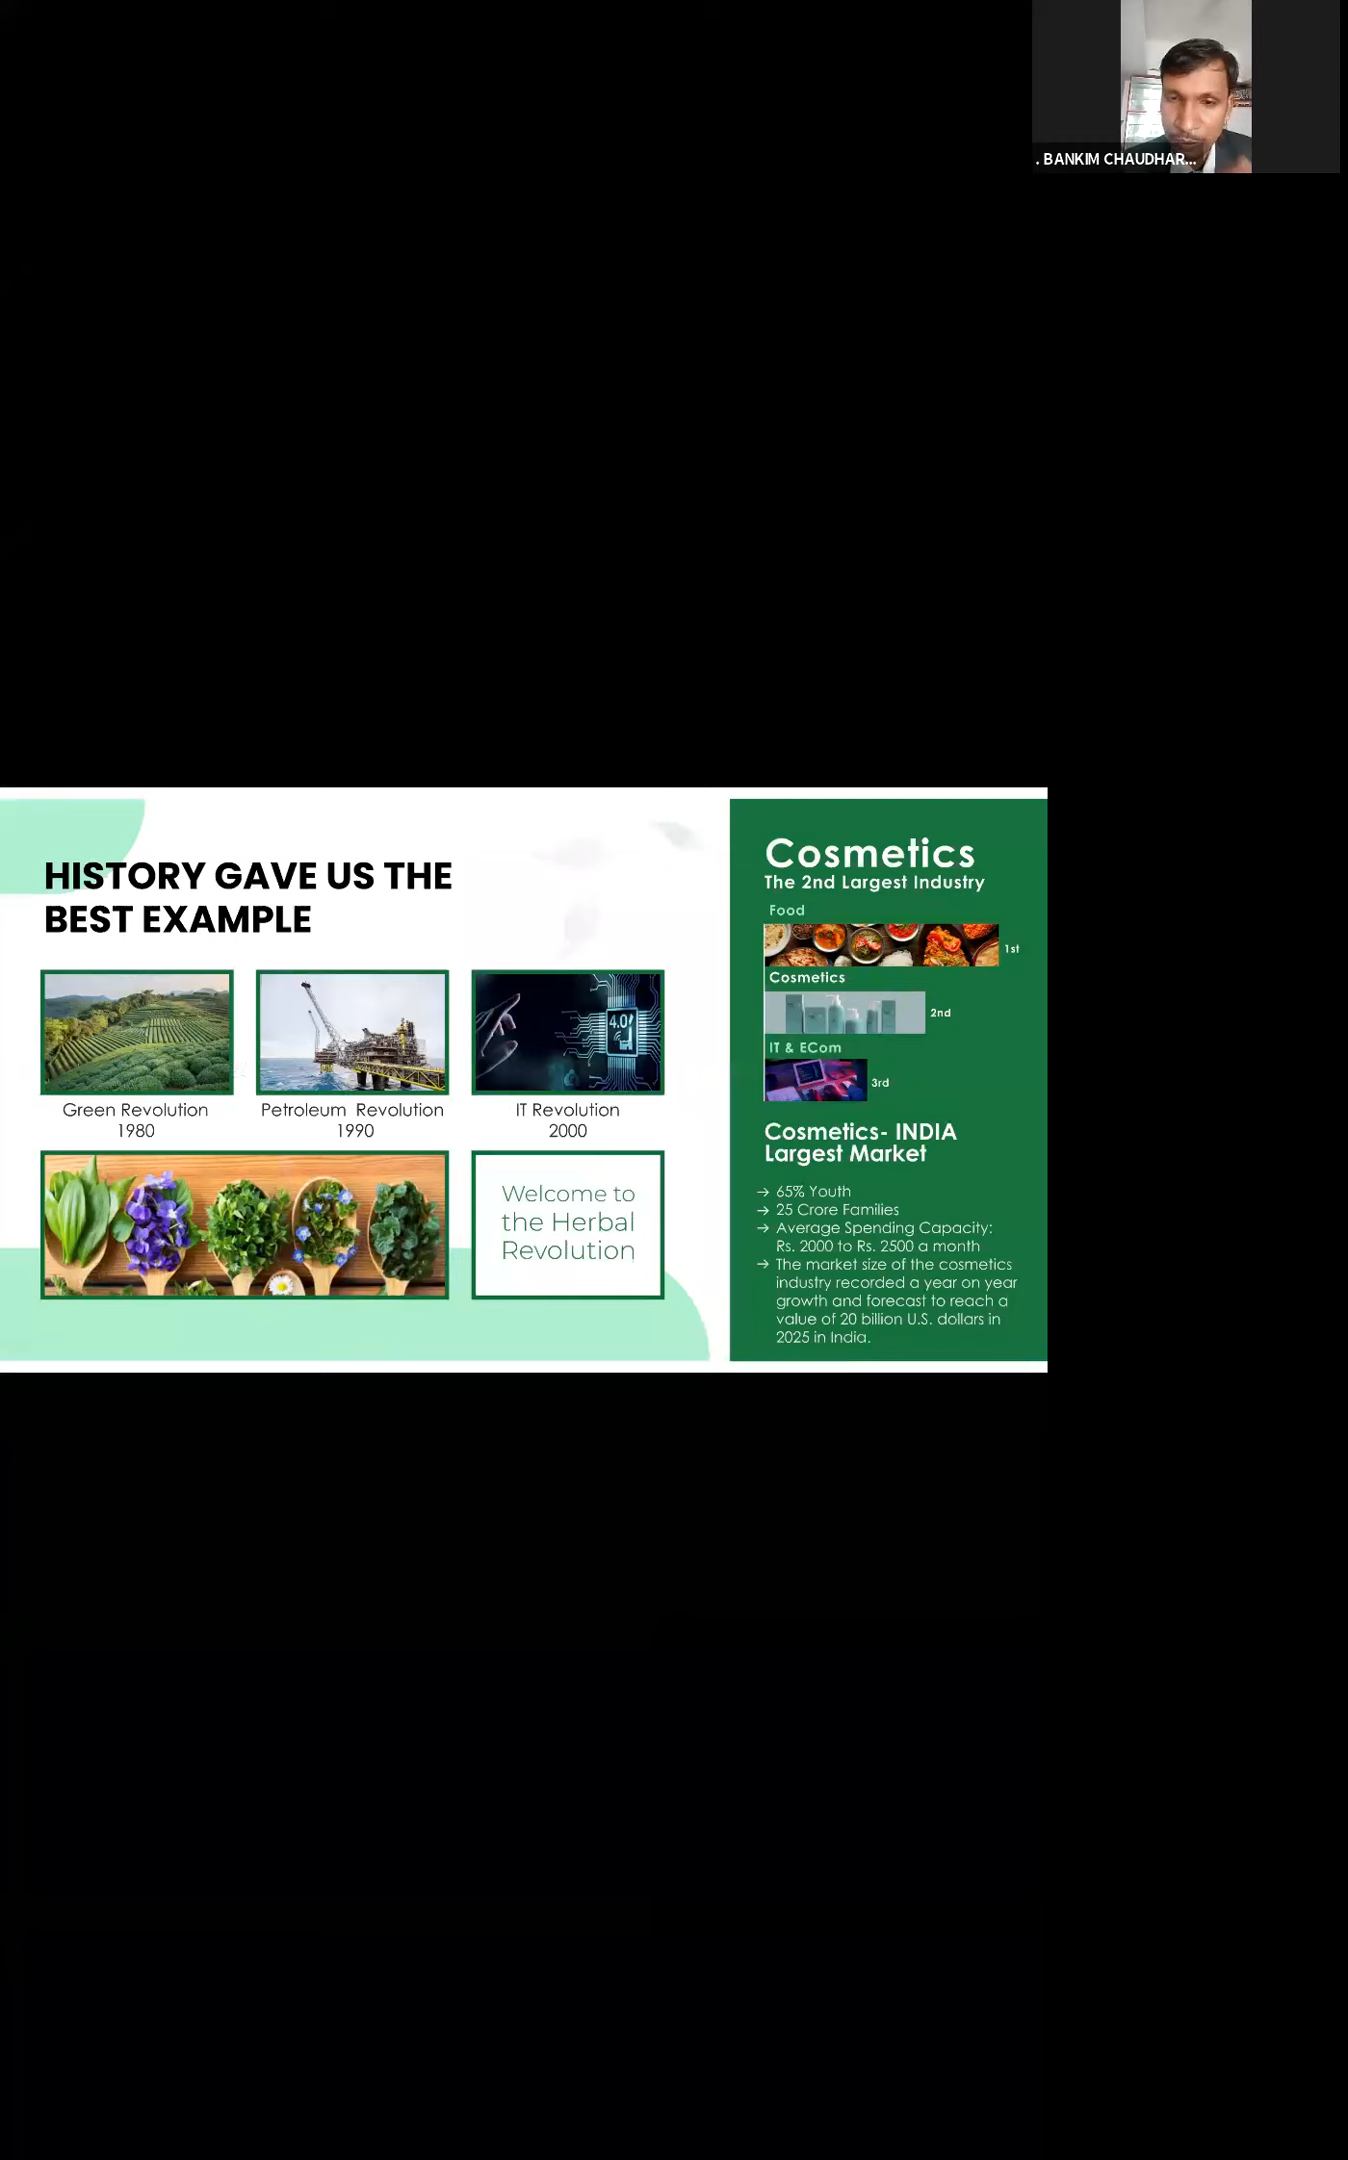 . BANKIM CHAUDHAR...
HISTORY GAVE US THE
BEST EXAMPLE
Green Revolution
1980
Petroleum Revolution
1990
4.0
IT Revolution
2000
Welcome to
the Herbal
Revolution
Cosmetics
The 2nd Largest Industry
Food
1st
Cosmetics
2nd
IT & ECom
3rd
Cosmetics- INDIA
Largest Market
→ 65% Youth
→ 25 Crore Families
→ Average Spending Capacity:
Rs. 2000 to Rs. 2500 a month
→ The market size of the cosmetics
industry recorded a year on year
growth and forecast to reach a
value of 20 billion U.S. dollars in
2025 in India.